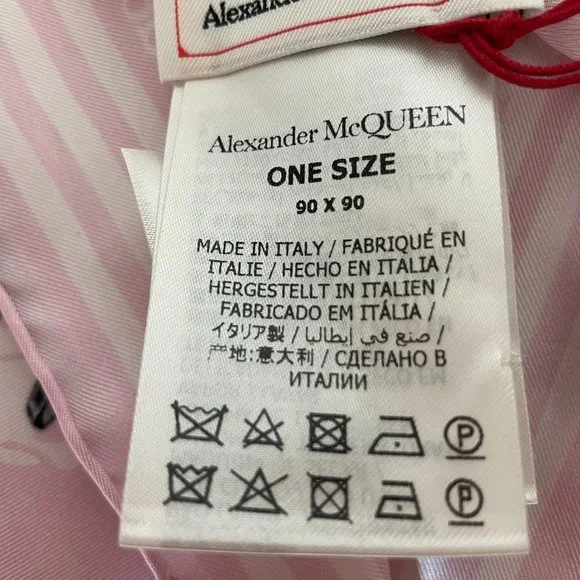 Alexander
Alexander McQUEEN
ONE SIZE
90 X 90
MADE IN ITALY / FABRIQUÉ EN
ITALIE / HECHO EN ITALIA /
HERGESTELLT IN ITALIEN /
FABRICADO EM ITÁLIA /
イタリア製 / صنع في إيطاليا /
产地:意大利 / СДЕЛАНО В
ИТАЛИИ
P
P